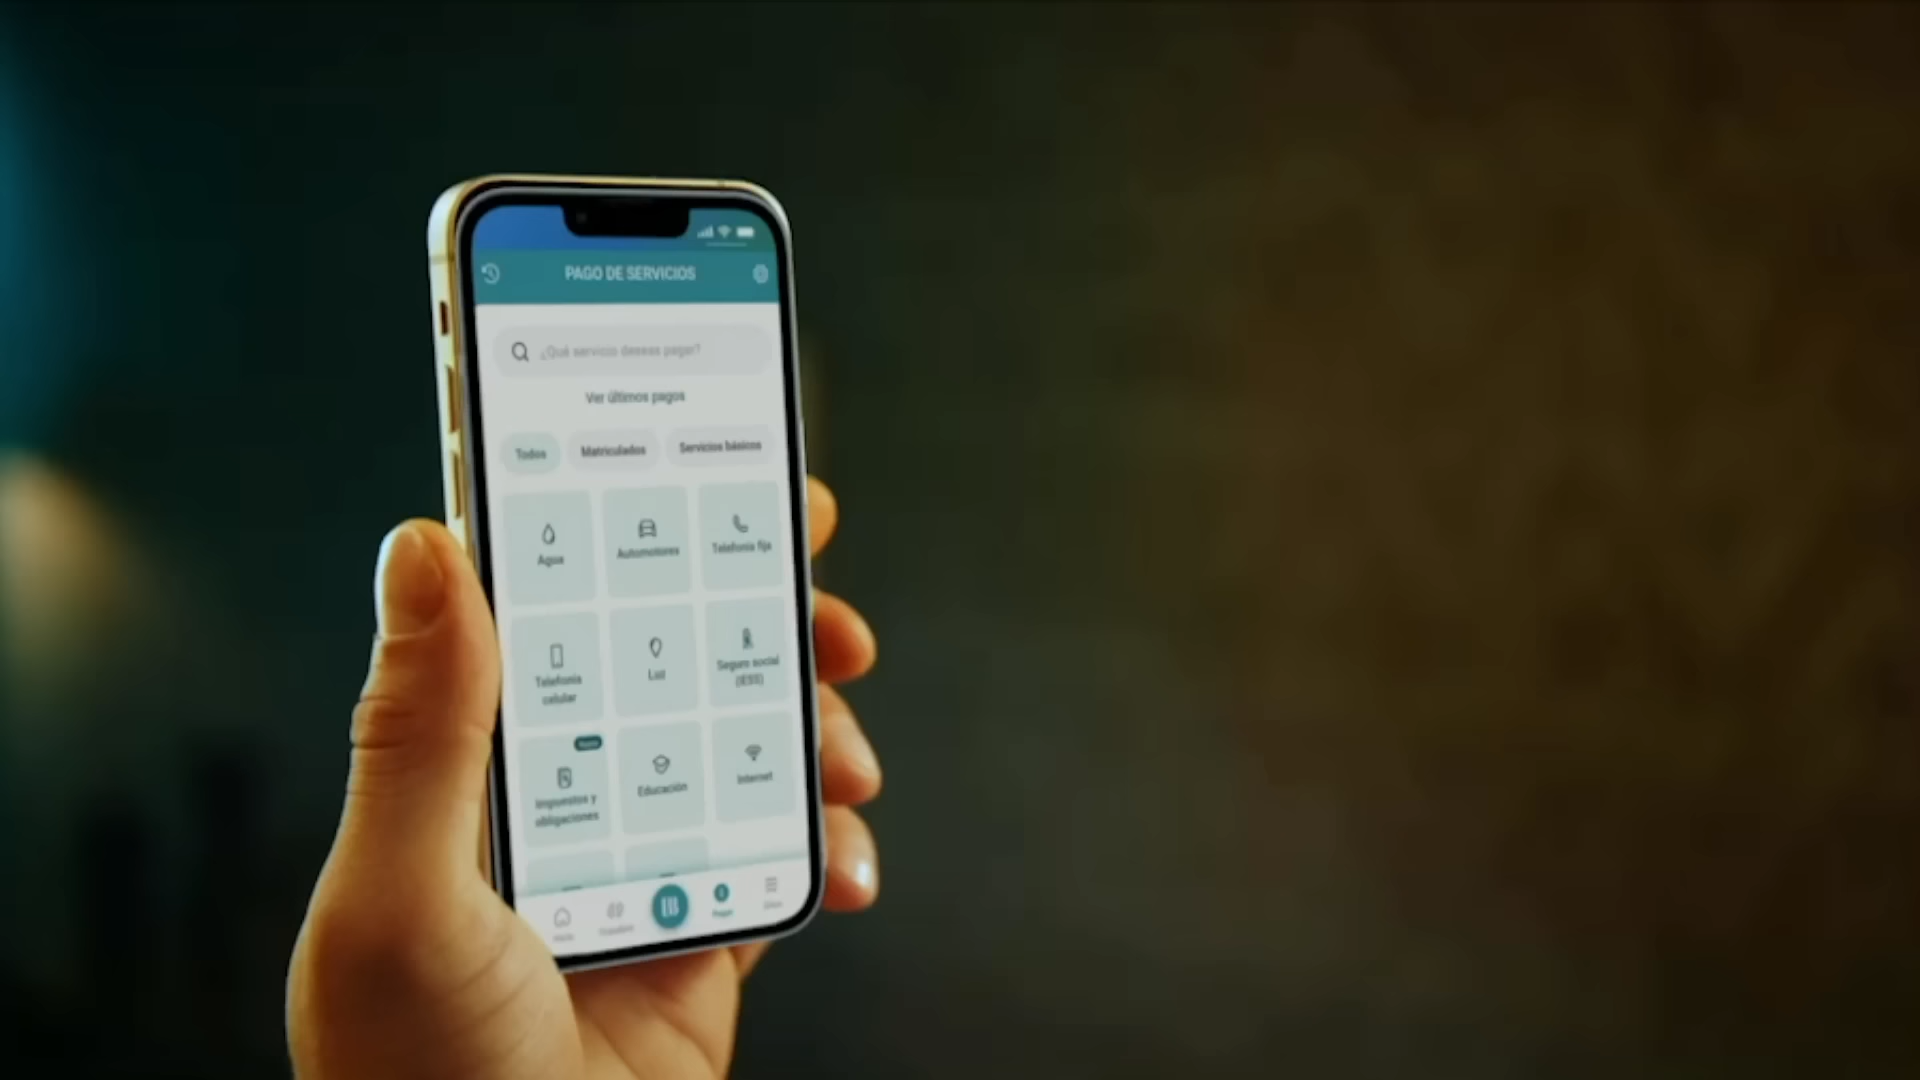 PAGO DE SERVICIOS
¿Qué servicio deseas pagar?
Ver últimos pagos
Todos Matriculados Servicios básicos
Agua Automotores Telefonía fija
Telefonía
celular
Luz
Seguro social
(IESS)
Impuestos y
obligaciones
Educación
Internet
Pagar